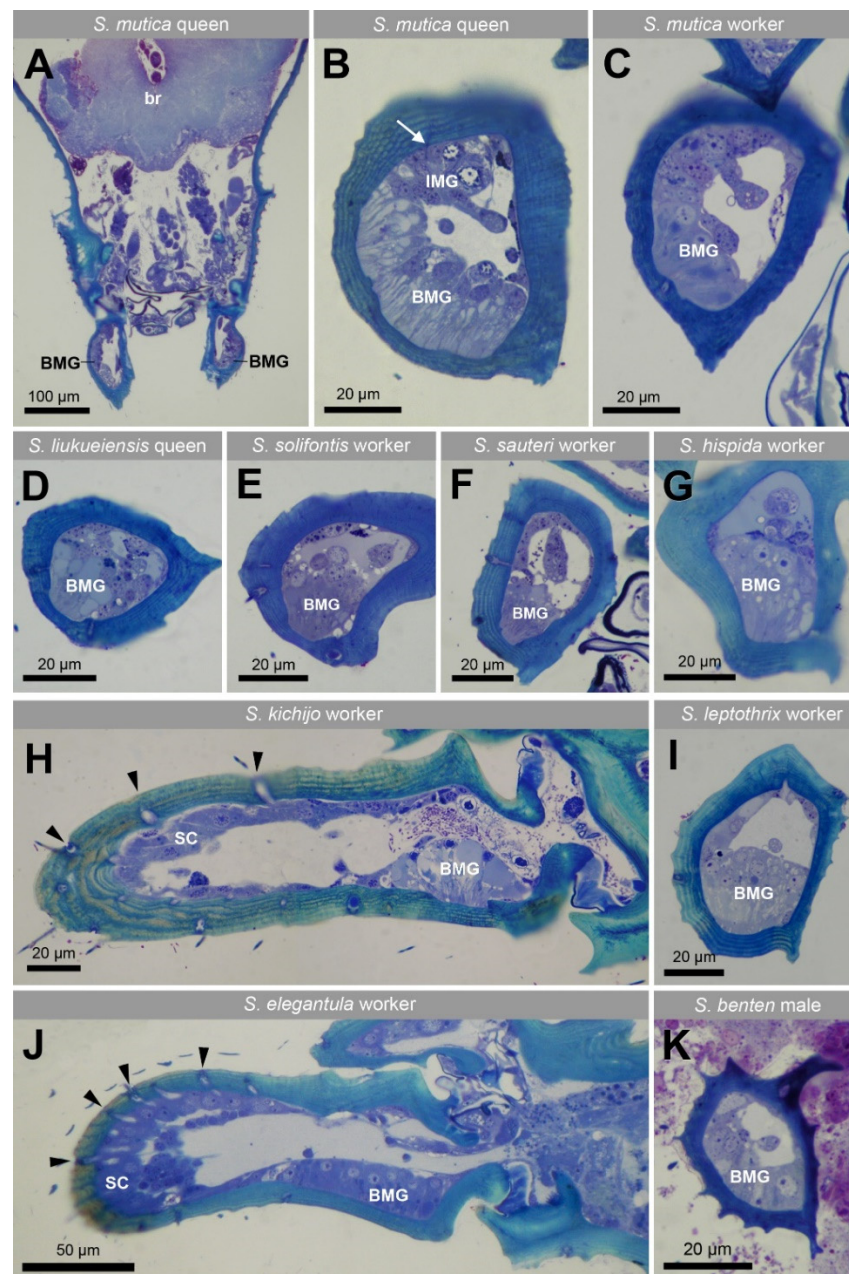 S. mutica queen
A
br
BMG
BMG
100 µm
S. mutica queen
B
IMG
BMG
20 µm
S. mutica worker
C
BMG
20 µm
S. liukueiensis queen
D
BMG
20 µm
S. solifontis worker
E
BMG
20 µm
S. sauteri worker
F
BMG
20 µm
S. hispida worker
G
BMG
20 µm
S. kichijo worker
H
SC
BMG
20 µm
S. leptothrix worker
I
BMG
20 µm
S. elegantula worker
J
SC
BMG
50 µm
S. benten male
K
BMG
20 µm